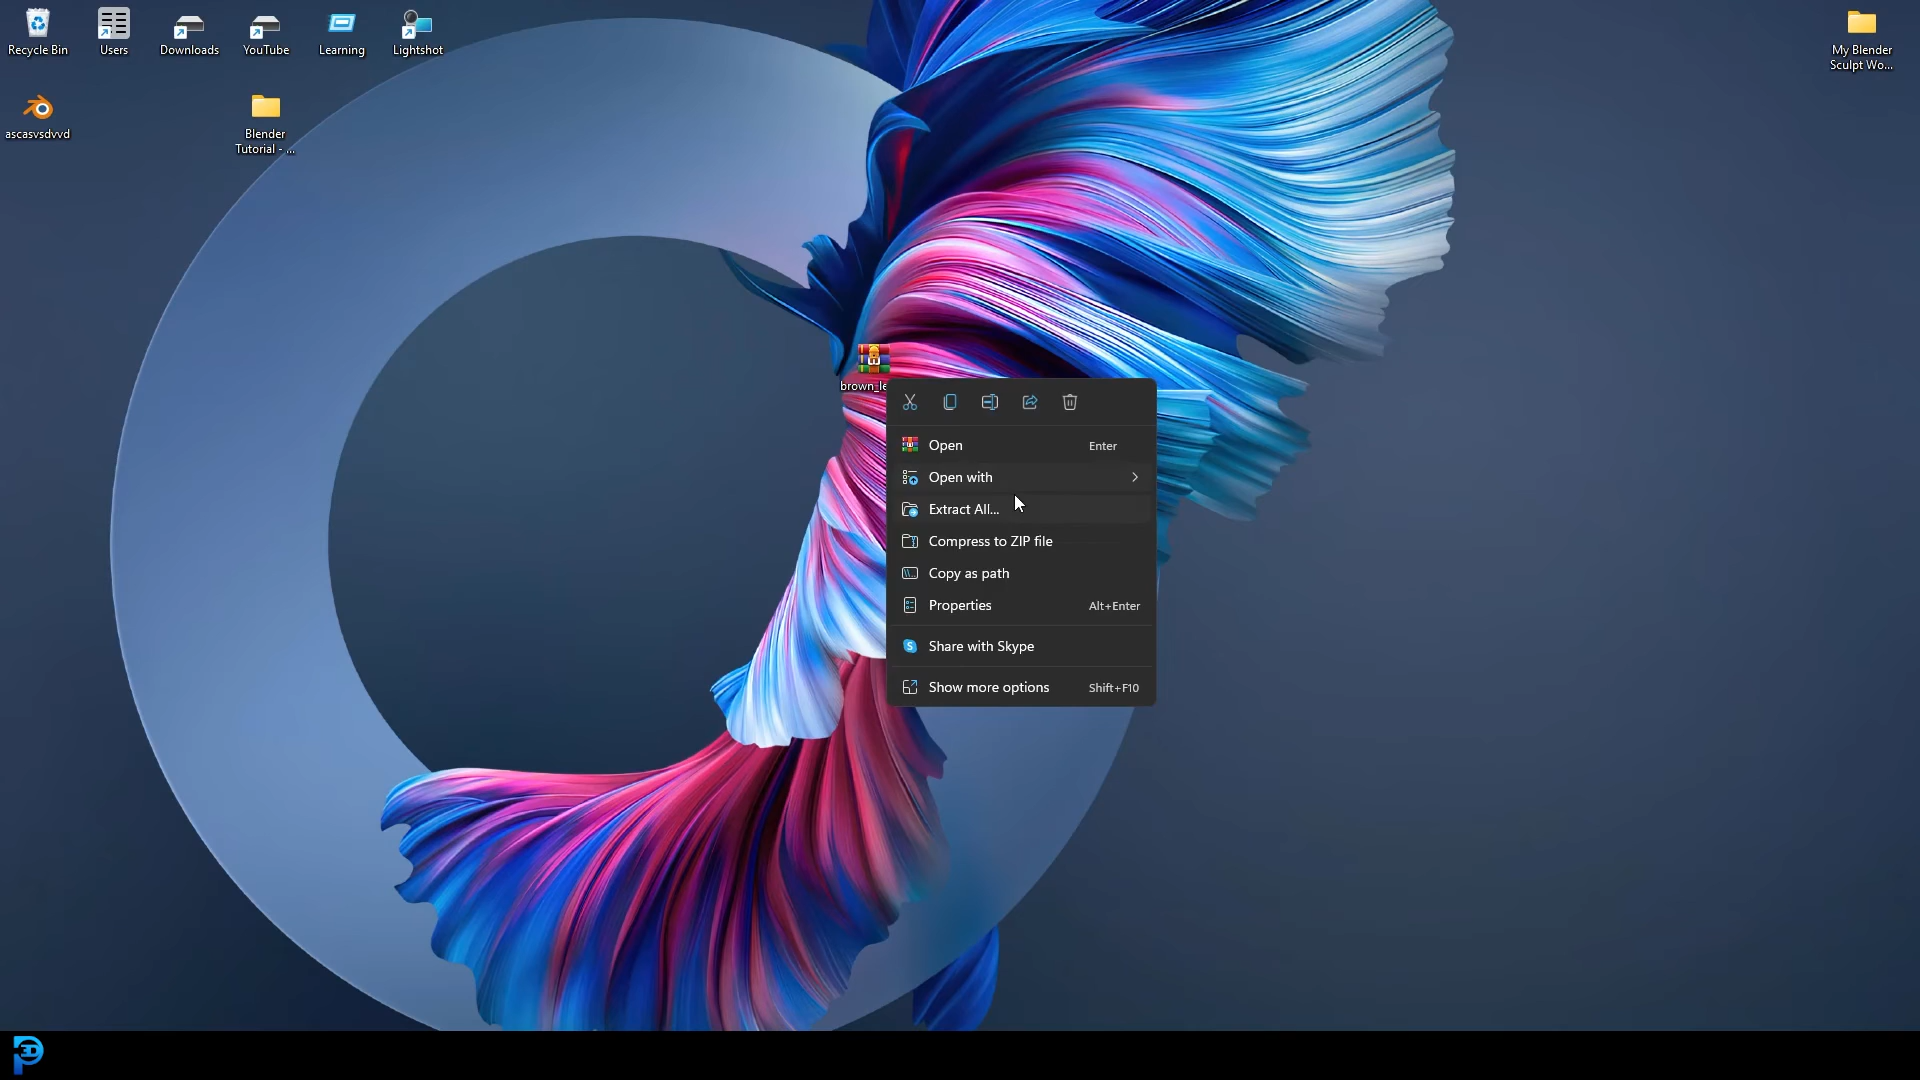 Recycle Bin
Users
Downloads
YouTube
Learning
Lightshot
My Blender
Sculpt Wo...
ascasvsdvvd
Blender
Tutorial - ...
brown_le
Open Enter
Open with
Extract All...
Compress to ZIP file
Copy as path
Properties Alt+Enter
Share with Skype
Show more options Shift+F10